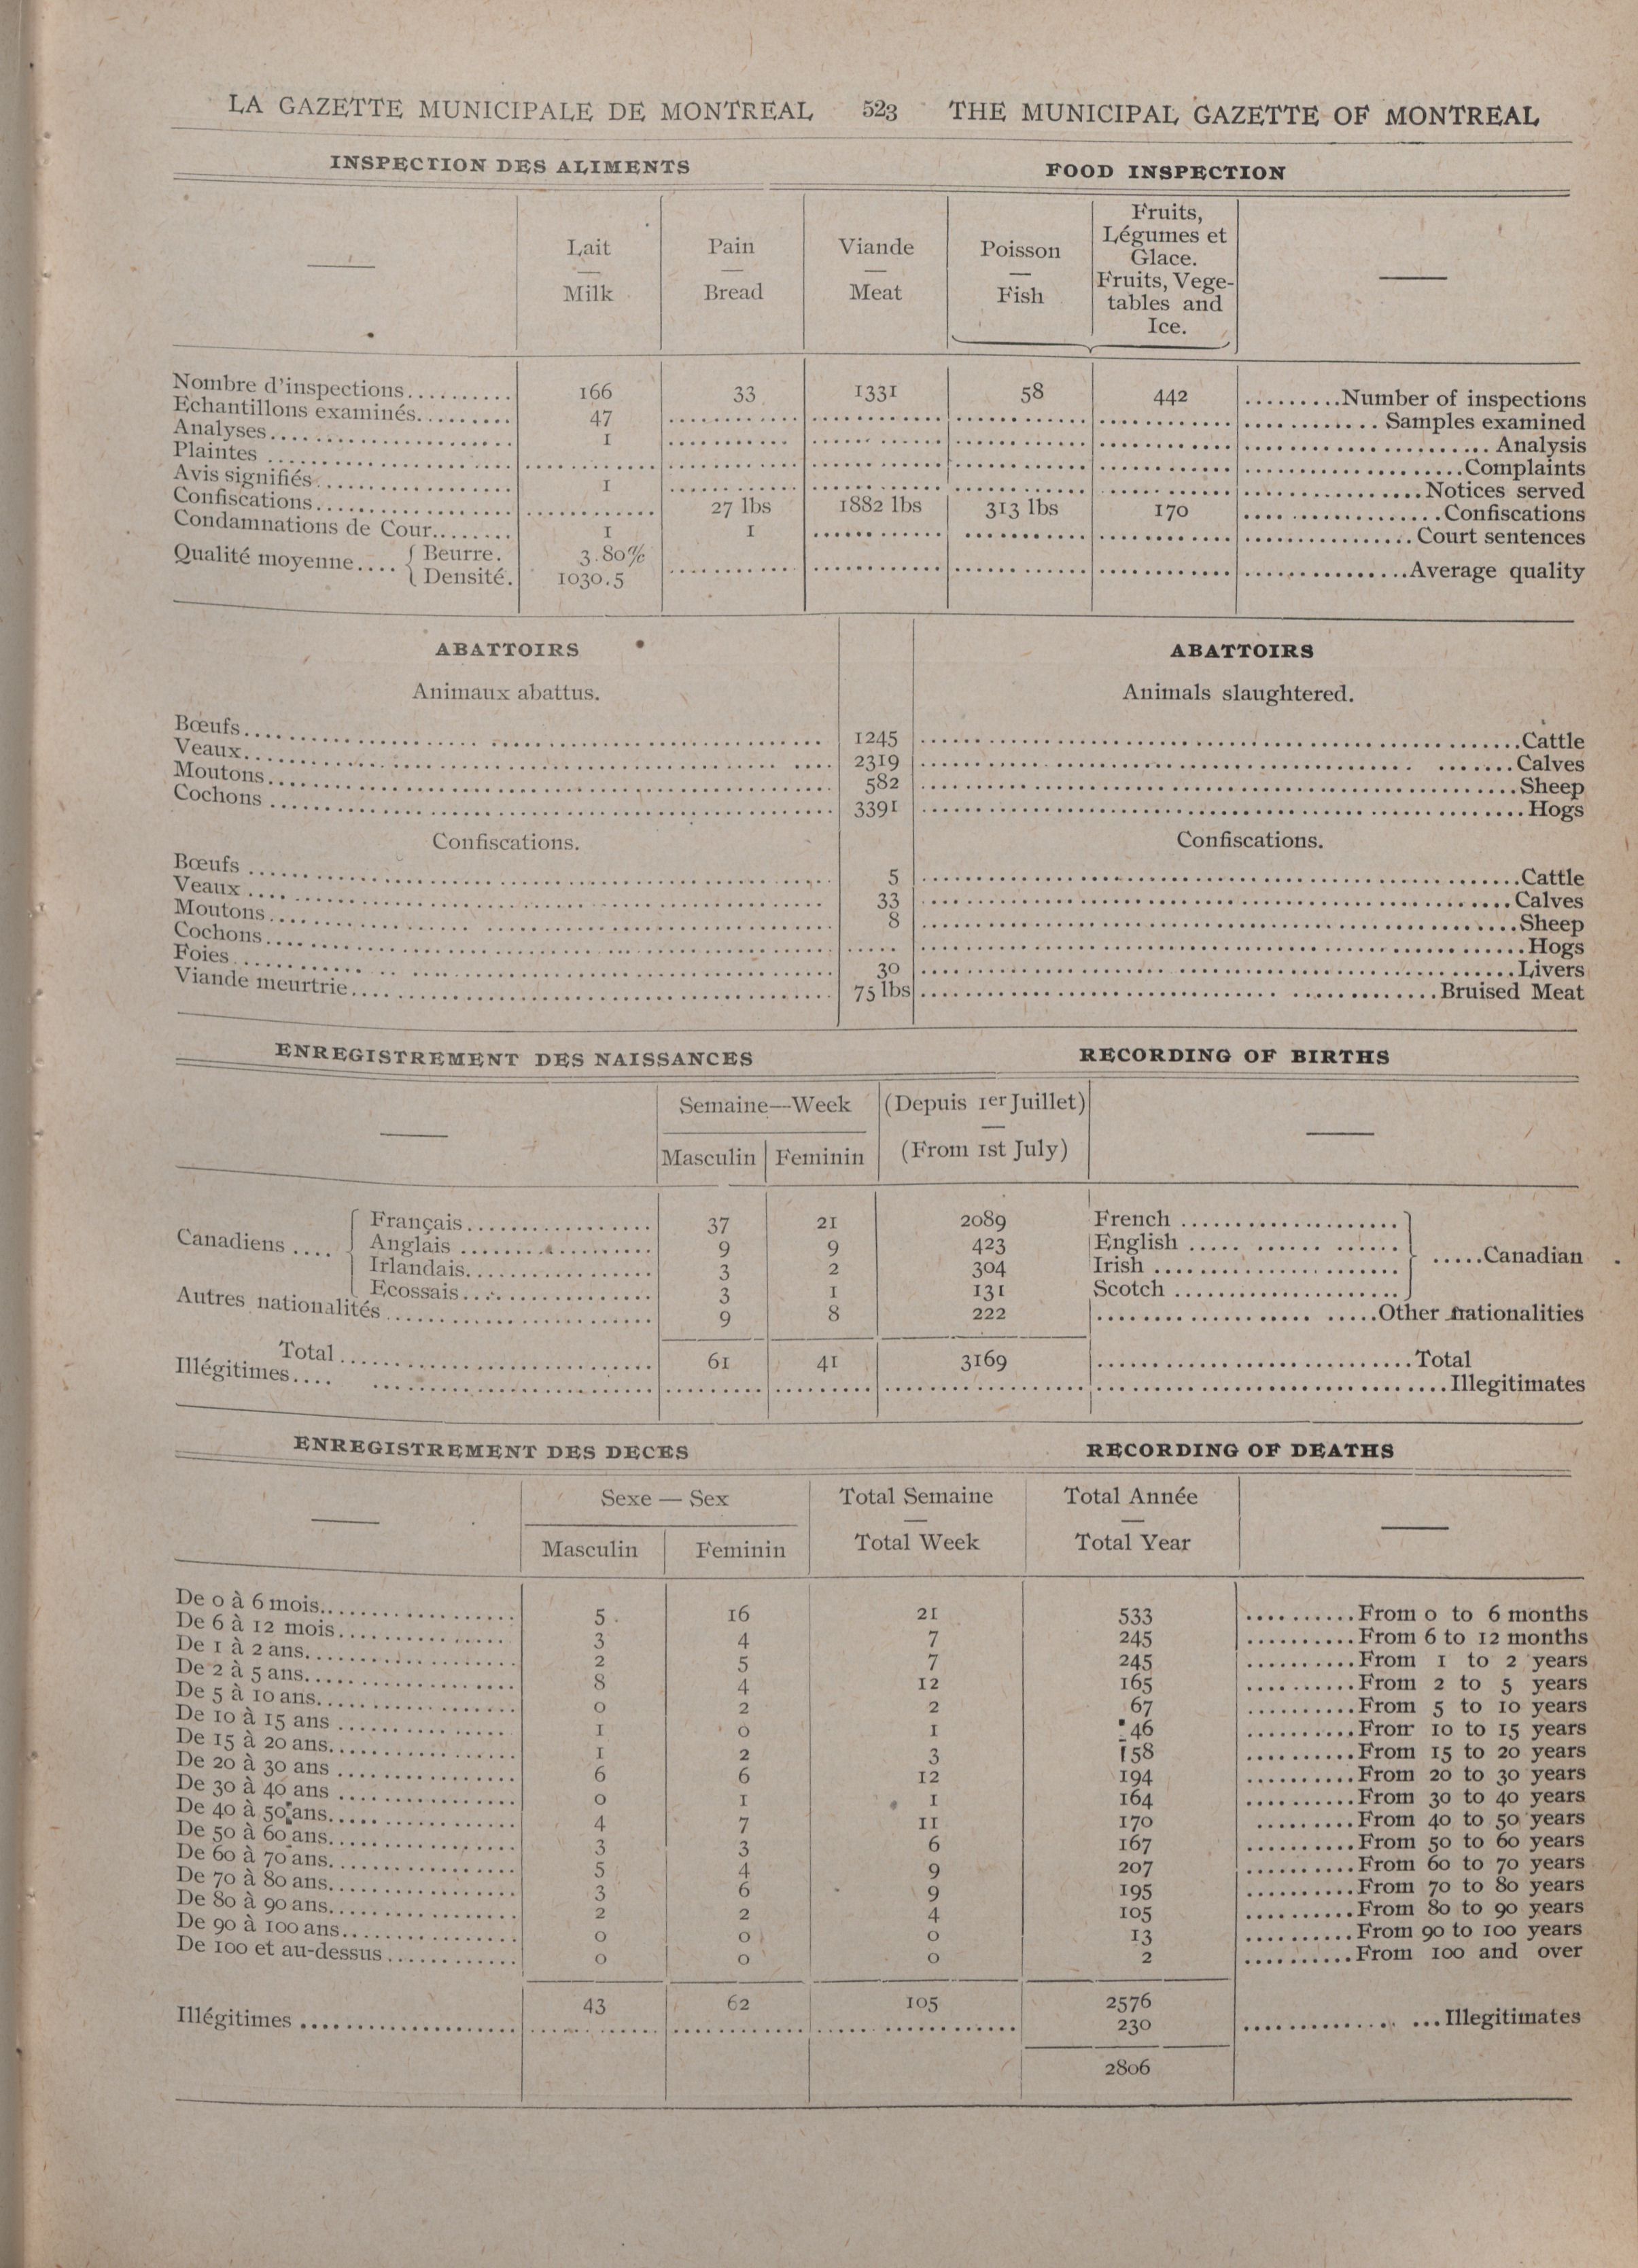 LA GAZETTE MUNICIPALE DE MONTREAL 523 THE MUNICIPAL GAZETTE OF MONTREAL
INSPECTION DES ALIMENTS FOOD INSPECTION
Lait Milk Pain Bread Viande Meat Poisson Fish Fruits, Légumes et Glace. Fruits, Vegetables and Ice.
Nombre d'inspections.......... 166 33 1331 58 442 .........Number of inspections
Echantillons examinés......... 47 ............ Samples examined
Analyses.................... 1 ............ Analysis
Plaintes .................... Complaints
Avis signifiés................ 1 ................Notices served
Confiscations................ 27 lbs 1882 lbs 313 lbs 170 ................Confiscations
Condamnations de Cour........ 1 1 ................Court sentences
Qualité moyenne.... { Beurre. 3.80% ................Average quality
Densité. 1030.5
ABATTOIRS ABATTOIRS
Animaux abattus. Animals slaughtered.
Bœufs.................... 1245 ....................Cattle
Veaux.................... 2319 ....................Calves
Moutons.................... 582 ....................Sheep
Cochons .................... 3391 ....................Hogs
Confiscations. Confiscations.
Bœufs .................... 5 ....................Cattle
Veaux .................... 33 ....................Calves
Moutons.................... 8 ....................Sheep
Cochons.................... ..... ....................Hogs
Foies.................... 30 ....................Livers
Viande meurtrie.................... 75 lbs ....................Bruised Meat
ENREGISTREMENT DES NAISSANCES RECORDING OF BIRTHS
Semaine—Week (Depuis 1er Juillet)
Masculin Feminin (From 1st July)
Canadiens .... { Français................. 37 21 2089 French .................... } .....Canadian
Anglais ................. 9 9 423 English ....................
Irlandais................. 3 2 304 Irish ....................
Ecossais................. 3 1 131 Scotch ....................
Autres nationalités.................... 9 8 222 ....................Other nationalities
Total.................... 61 41 3169 ....................Total
Illégitimes.... .................... Illegitimates
ENREGISTREMENT DES DECES RECORDING OF DEATHS
Sexe — Sex Total Semaine Total Année
Masculin Feminin Total Week Total Year
De 0 à 6 mois.................. 5 16 21 533 ..........From 0 to 6 months
De 6 à 12 mois................ 3 4 7 245 ..........From 6 to 12 months
De 1 à 2 ans.................. 2 5 7 245 ..........From 1 to 2 years
De 2 à 5 ans.................. 8 4 12 165 ..........From 2 to 5 years
De 5 à 10 ans................. 0 2 2 67 ..........From 5 to 10 years
De 10 à 15 ans ............... 1 0 1 46 ..........From 10 to 15 years
De 15 à 20 ans................ 1 2 3 158 ..........From 15 to 20 years
De 20 à 30 ans ............... 6 6 12 194 ..........From 20 to 30 years
De 30 à 40 ans ............... 0 1 1 164 ..........From 30 to 40 years
De 40 à 50 ans................ 4 7 11 170 .........From 40 to 50 years
De 50 à 60 ans................ 3 3 6 167 ..........From 50 to 60 years
De 60 à 70 ans................ 5 4 9 207 ..........From 60 to 70 years
De 70 à 80 ans................ 3 6 9 195 ..........From 70 to 80 years
De 80 à 90 ans................ 2 2 4 105 ..........From 80 to 90 years
De 90 à 100 ans............... 0 0 0 13 ..........From 90 to 100 years
De 100 et au-dessus ............ 0 0 0 2 ..........From 100 and over
43 62 105 2576
Illégitimes .................... 230 ................Illegitimates
2806